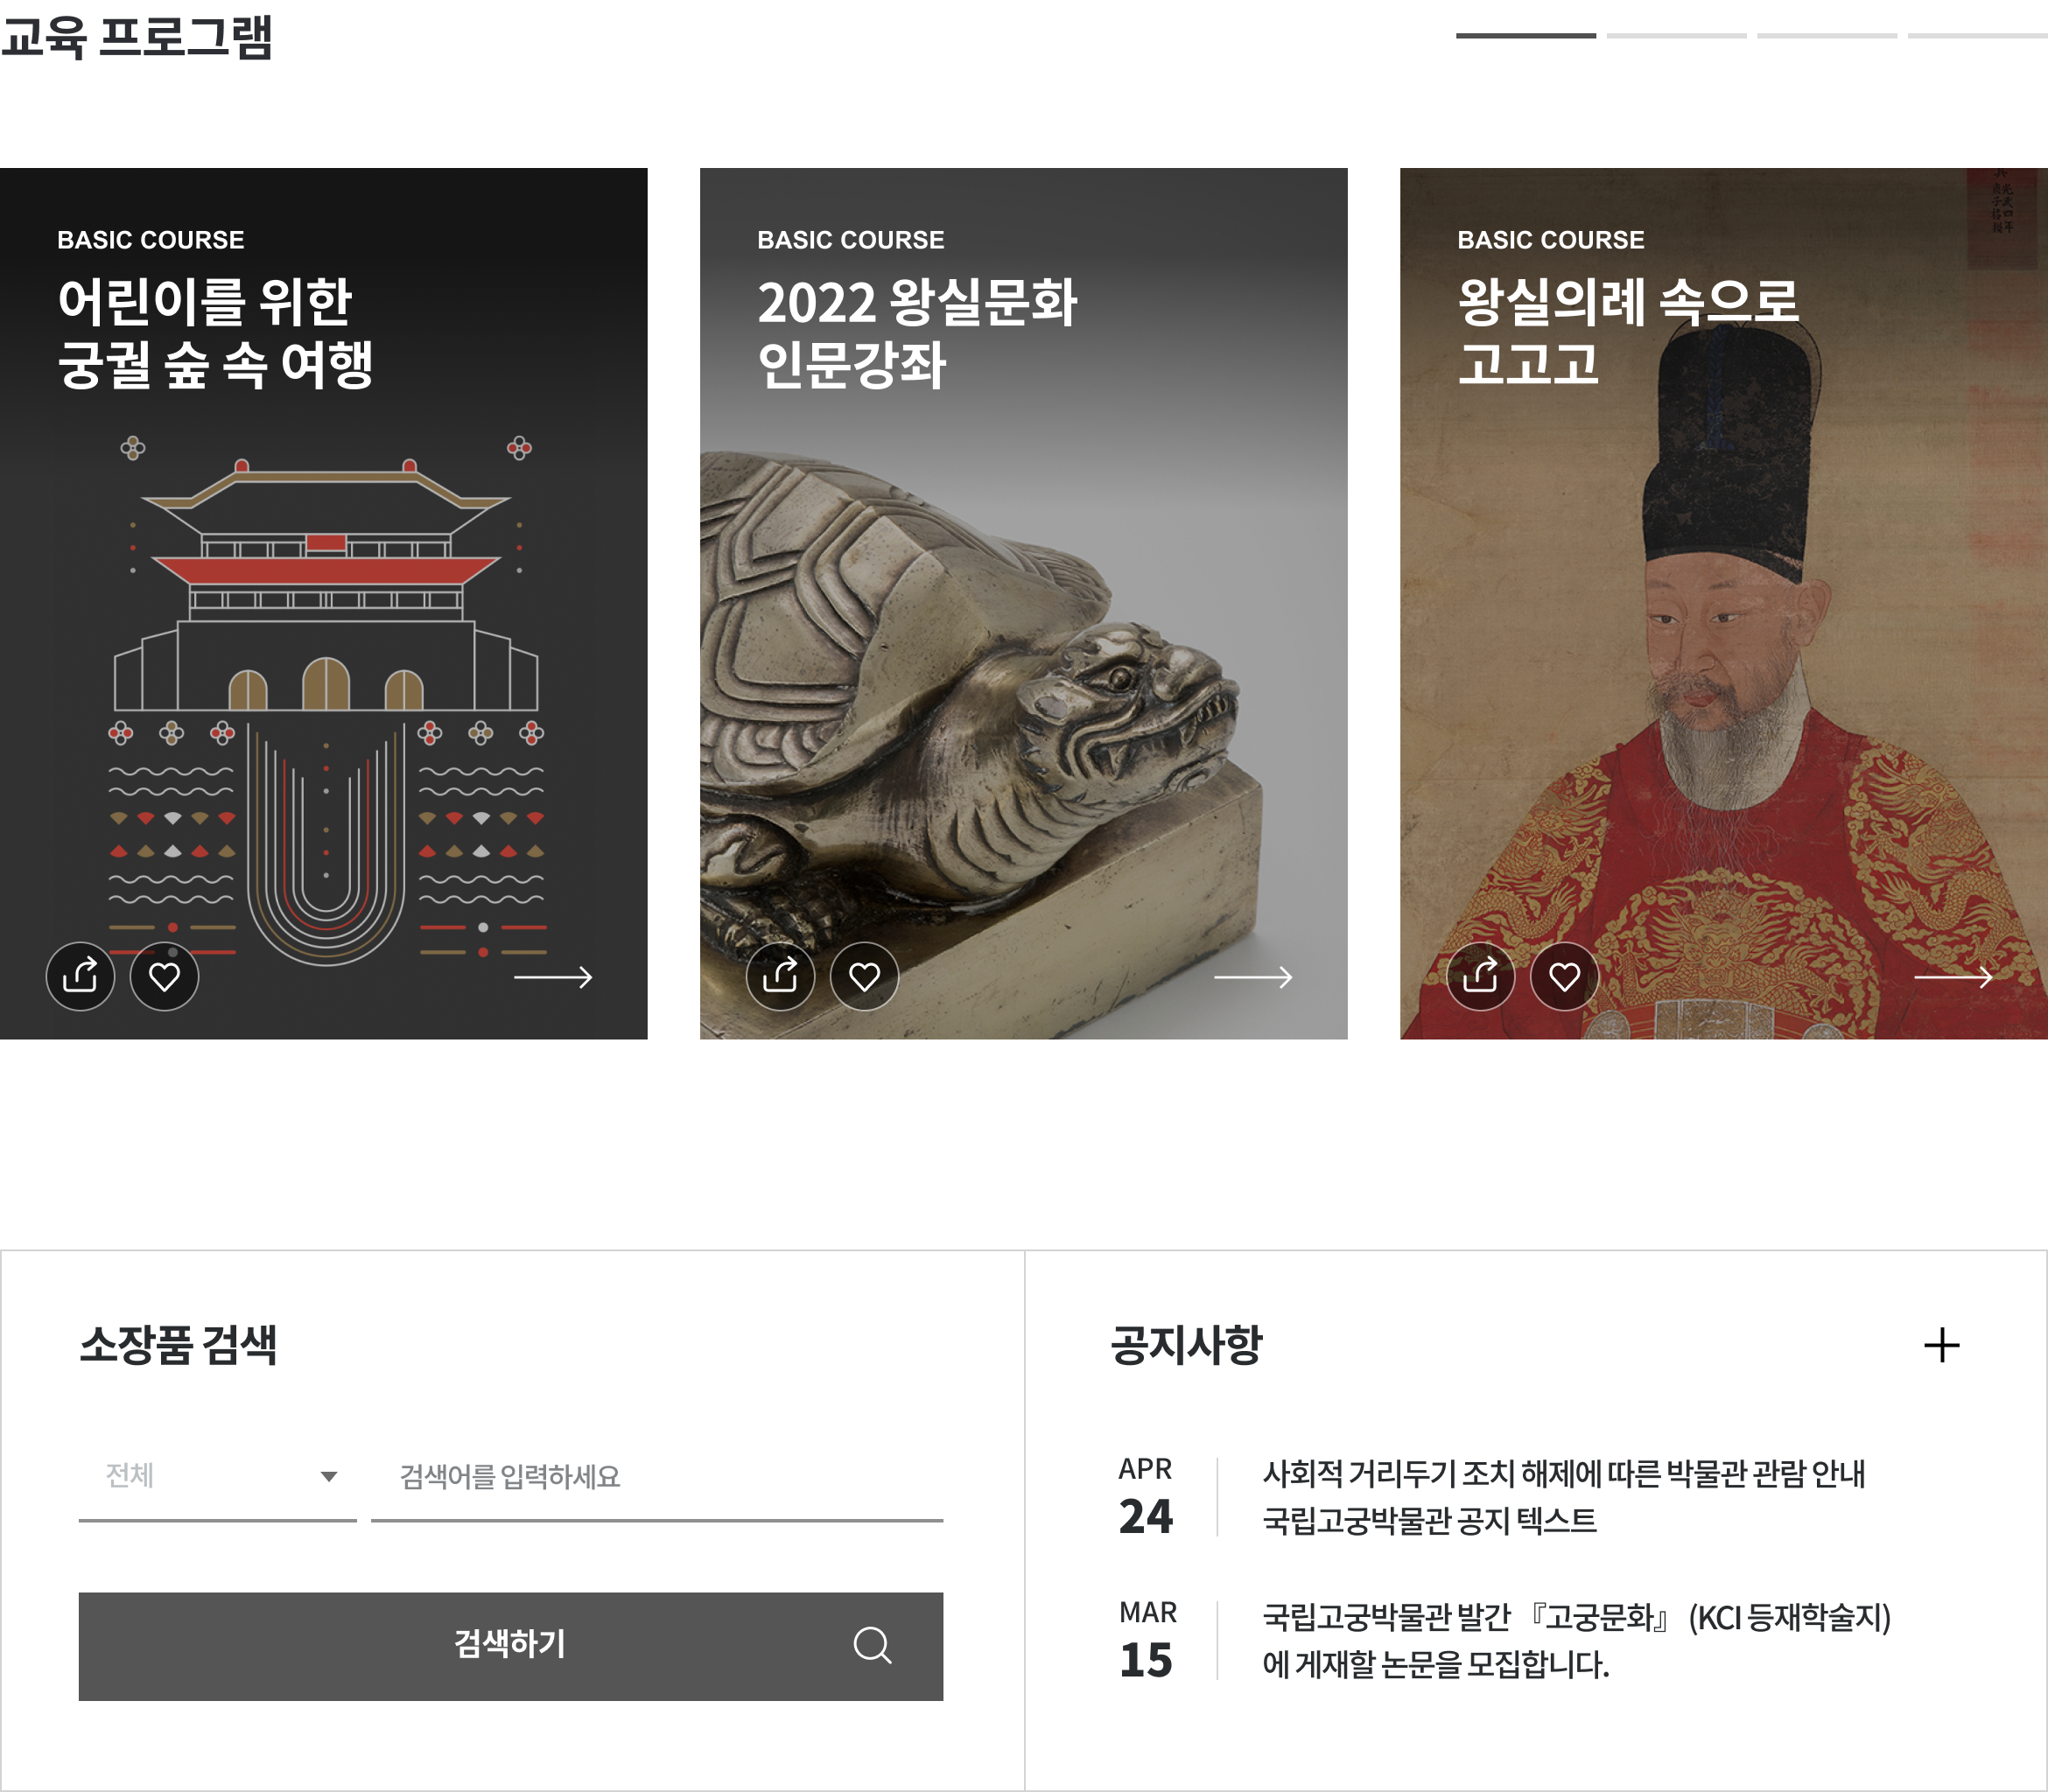 교육 프로그램
BASIC COURSE
어린이를 위한
궁궐 숲 속 여행
BASIC COURSE
2022 왕실문화
인문강좌
BASIC COURSE
왕실의례 속으로
고고고
소장품 검색
전체
검색어를 입력하세요
검색하기
공지사항
APR
24
사회적 거리두기 조치 해제에 따른 박물관 관람 안내
국립고궁박물관 공지 텍스트
MAR
15
국립고궁박물관 발간 『고궁문화』 (KCI 등재학술지)
에 게재할 논문을 모집합니다.